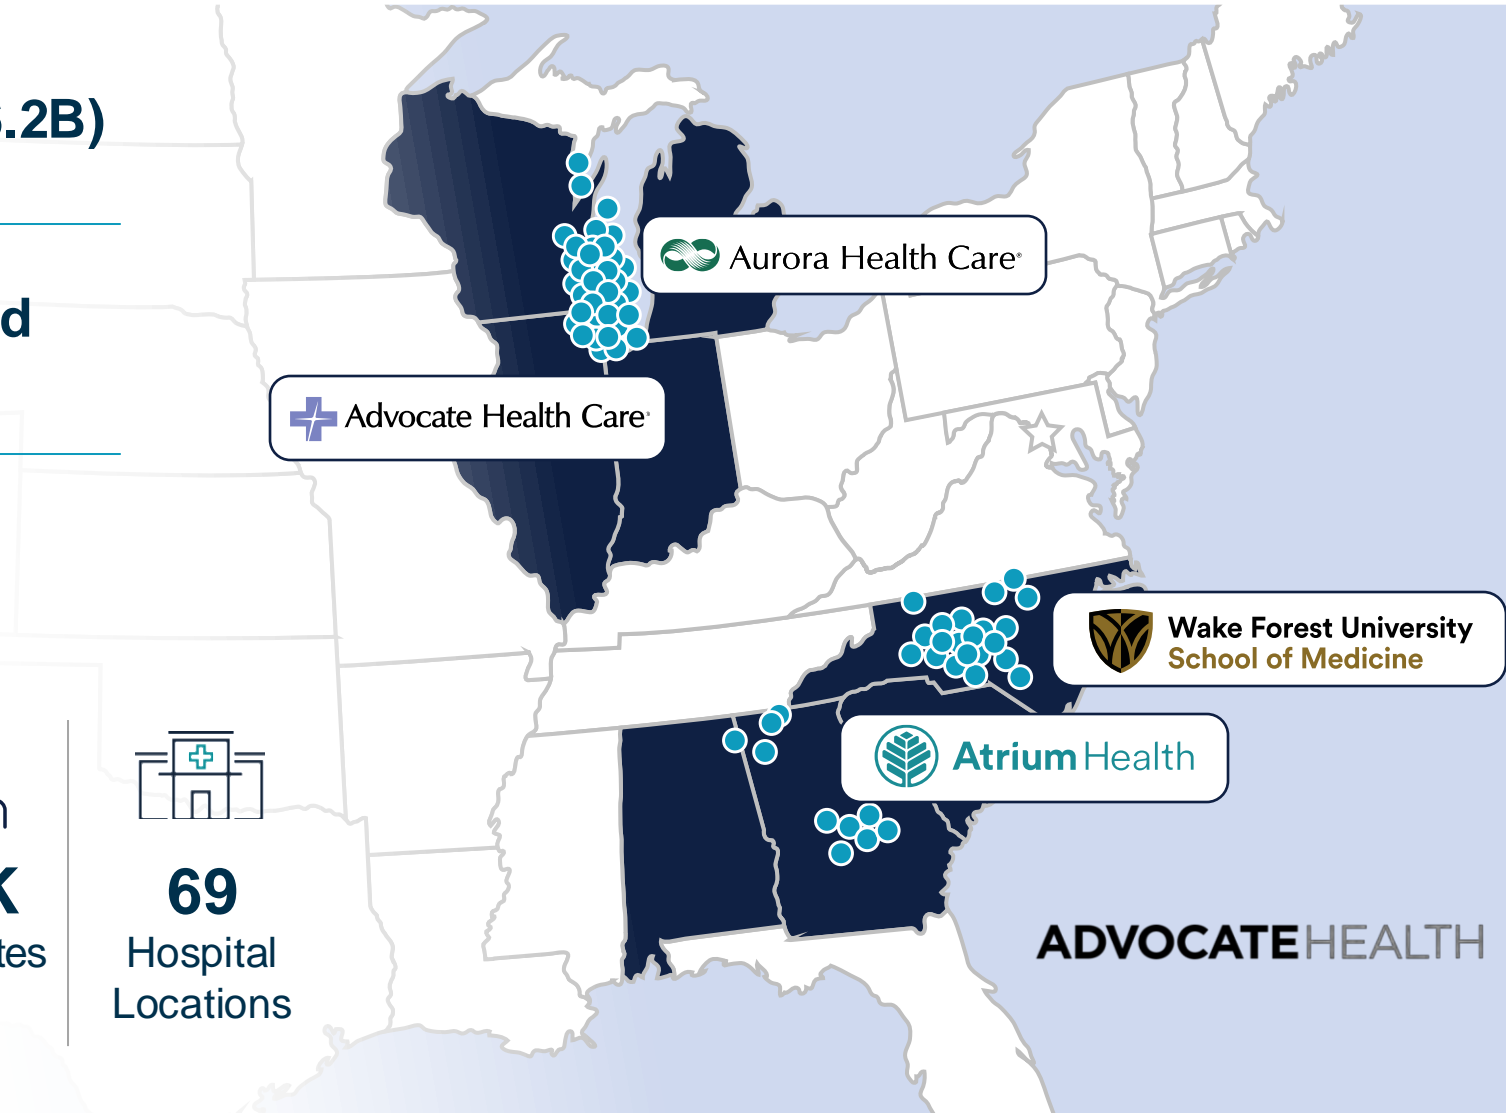 .2B)
d
Aurora Health Care®
Advocate Health Care®
Wake Forest University
School of Medicine
Atrium Health
K
tes
69
Hospital
Locations
ADVOCATEHEALTH